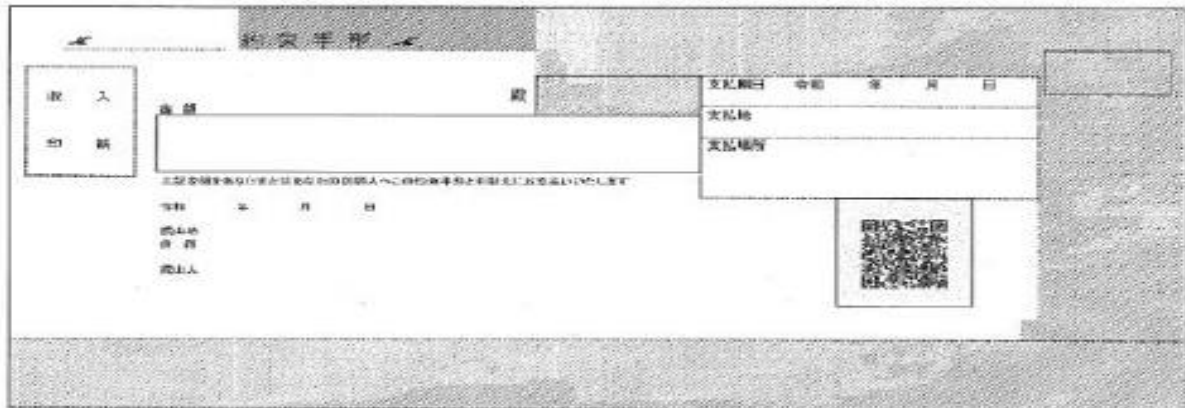 約束手形
収入
印紙
殿
金額
支払期日 令和 年 月 日
支払地
支払場所
上記金額をあなたまたはあなたの指図人へこの約束手形と引替えにお支払いいたします
令和 年 月 日
振出地
住所
振出人